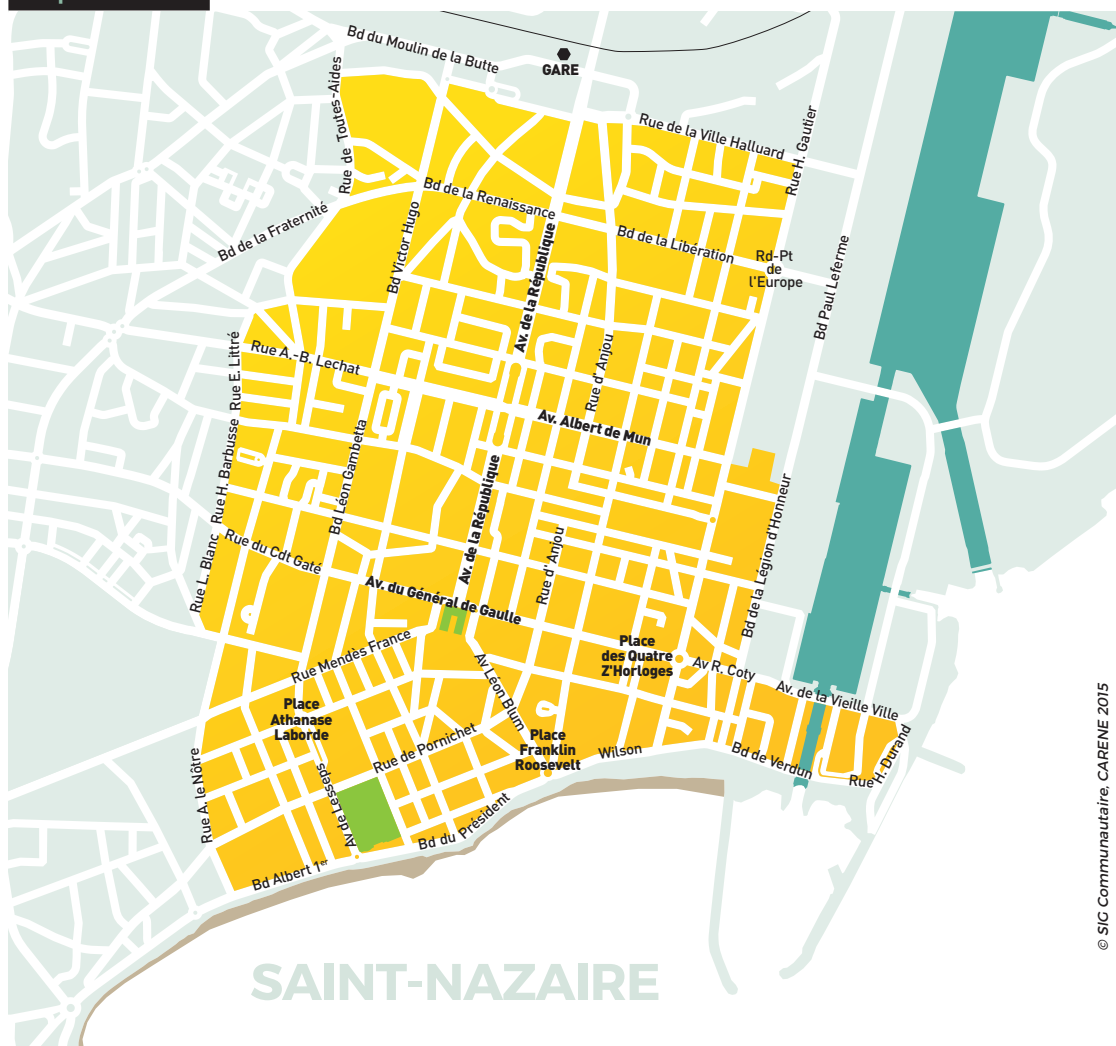 Bd du Moulin de la Butte
GARE
Rue de Toutes-Aides
Rue de la Ville Halluard
Rue H. Gautier
Bd de la Fraternité
Bd de la Renaissance
Bd Victor Hugo
Av. de la République
Bd de la Libération
Rd-Pt
de
l'Europe
Bd Paul Leferme
Rue E. Littré
Rue A.-B. Lechat
Rue d' Anjou
Av. Albert de Mun
Rue H. Barbusse
Bd Léon Gambetta
Av. de la République
Bd de la Légion d'Honneur
Rue L. Blanc
Rue du Cdt Gaté
Rue d' Anjou
Av. du Général de Gaulle
Rue Mendès France
Place
des Quatre
Z'Horloges
Av R. Coty
Av. de la Vieille Ville
Av Léon Blum
Place
Athanase
Laborde
Rue de Pornichet
Place
Franklin
Roosevelt
Wilson
Bd de Verdun
Rue H. Durand
Rue A. le Nôtre
Av de Lesseps
Bd du Président
Bd Albert 1er
SAINT-NAZAIRE
© SIG Communautaire, CARENE 2015